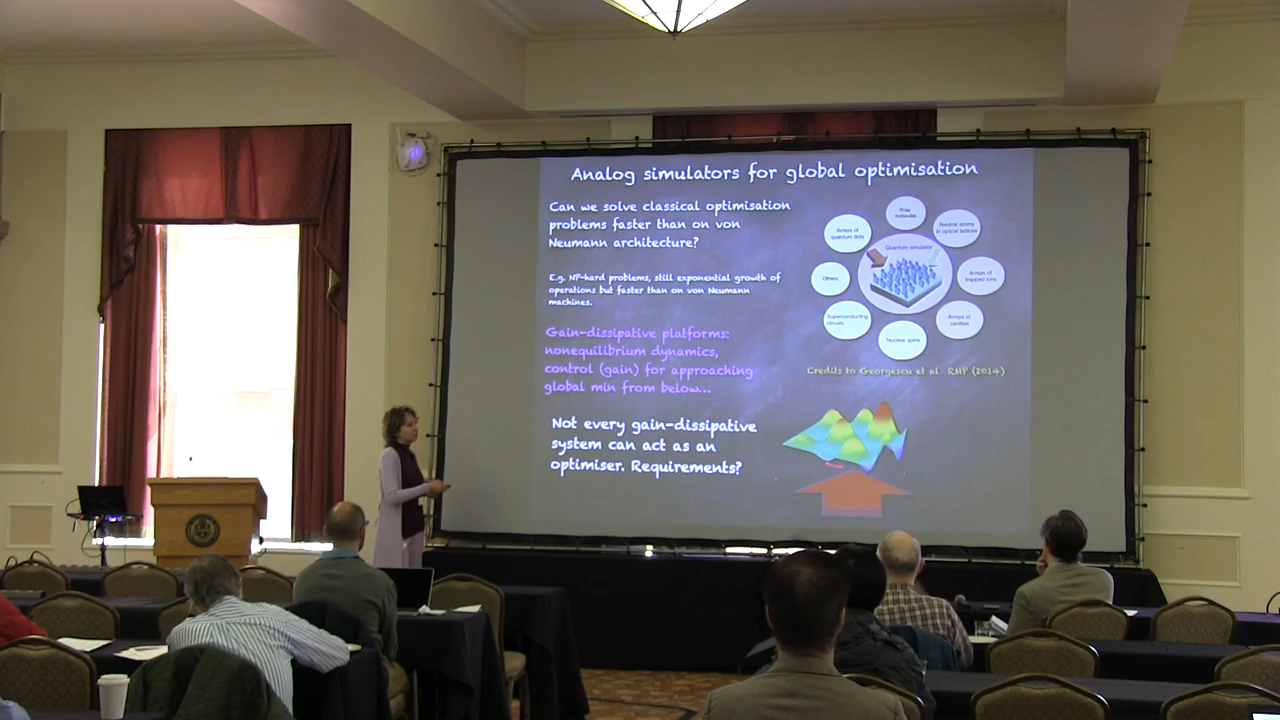 Analog simulators for global optimisation
Can we solve classical optimisation
problems faster than on von
Neumann architecture?
E.g. NP-hard problems, still exponential growth of
operations but faster than on von Neumann
machines.
Gain-dissipative platforms:
nonequilibrium dynamics,
control (gain) for approaching
global min from below...
Not every gain-dissipative
system can act as an
optimiser. Requirements?
Polar
molecules
Arrays of
quantum dots
Neutral atoms
in optical lattices
Quantum simulator
Others
Arrays of
trapped ions
Superconducting
circuits
Arrays of
cavities
Nuclear spins
Credits to Georgescu et al RMP (2014)